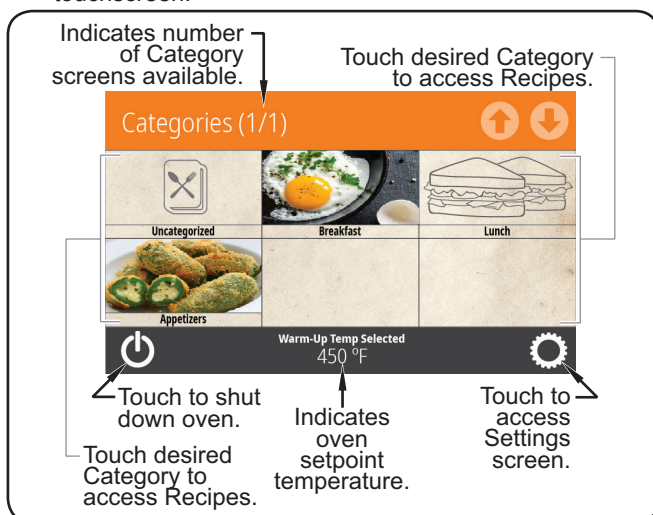 touchscreen.
Indicates number
of Category
screens available.
Touch desired Category
to access Recipes.
Categories (1/1)
Uncategorized
Breakfast
Lunch
Appetizers
Warm-Up Temp Selected
450 °F
Touch to shut
down oven.
Indicates
oven
setpoint
temperature.
Touch to
access
Settings
screen.
Touch desired
Category to
access Recipes.